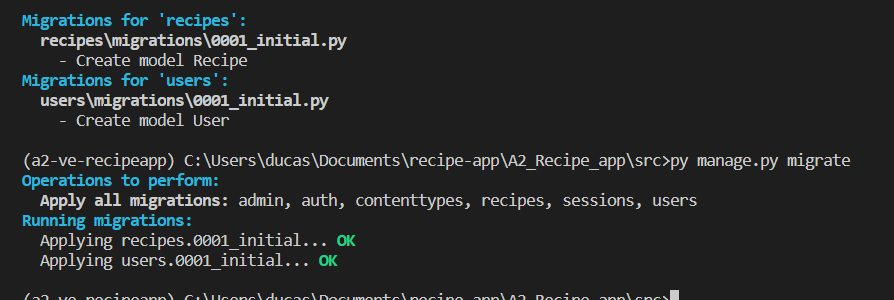 Migrations for 'recipes':
recipes\migrations\0001_initial.py
- Create model Recipe
Migrations for 'users':
users\migrations\0001_initial.py
- Create model User
(a2-ve-recipeapp) C:\Users\ducas\Documents\recipe-app\A2_Recipe_app\src>py manage.py migrate
Operations to perform:
Apply all migrations: admin, auth, contenttypes, recipes, sessions, users
Running migrations:
Applying recipes.0001_initial... OK
Applying users.0001_initial... OK
(a2-ve-recipeapp) C:\Users\ducas\Documents\recipe-app\A2_Recipe_app\src>